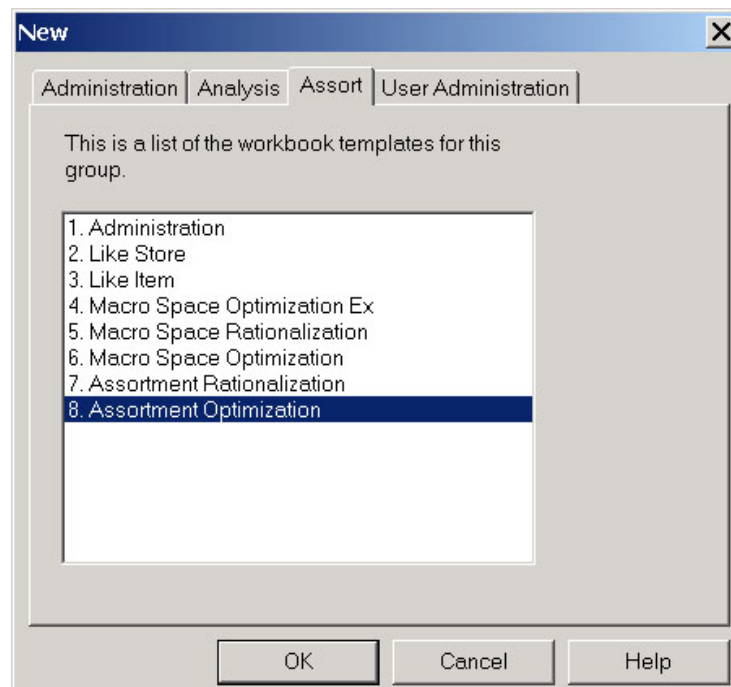 New
Administration
Analysis
Assort
User Administration
This is a list of the workbook templates for this
group.
1. Administration
2. Like Store
3. Like Item
4. Macro Space Optimization Ex
5. Macro Space Rationalization
6. Macro Space Optimization
7. Assortment Rationalization
8. Assortment Optimization
OK
Cancel
Help